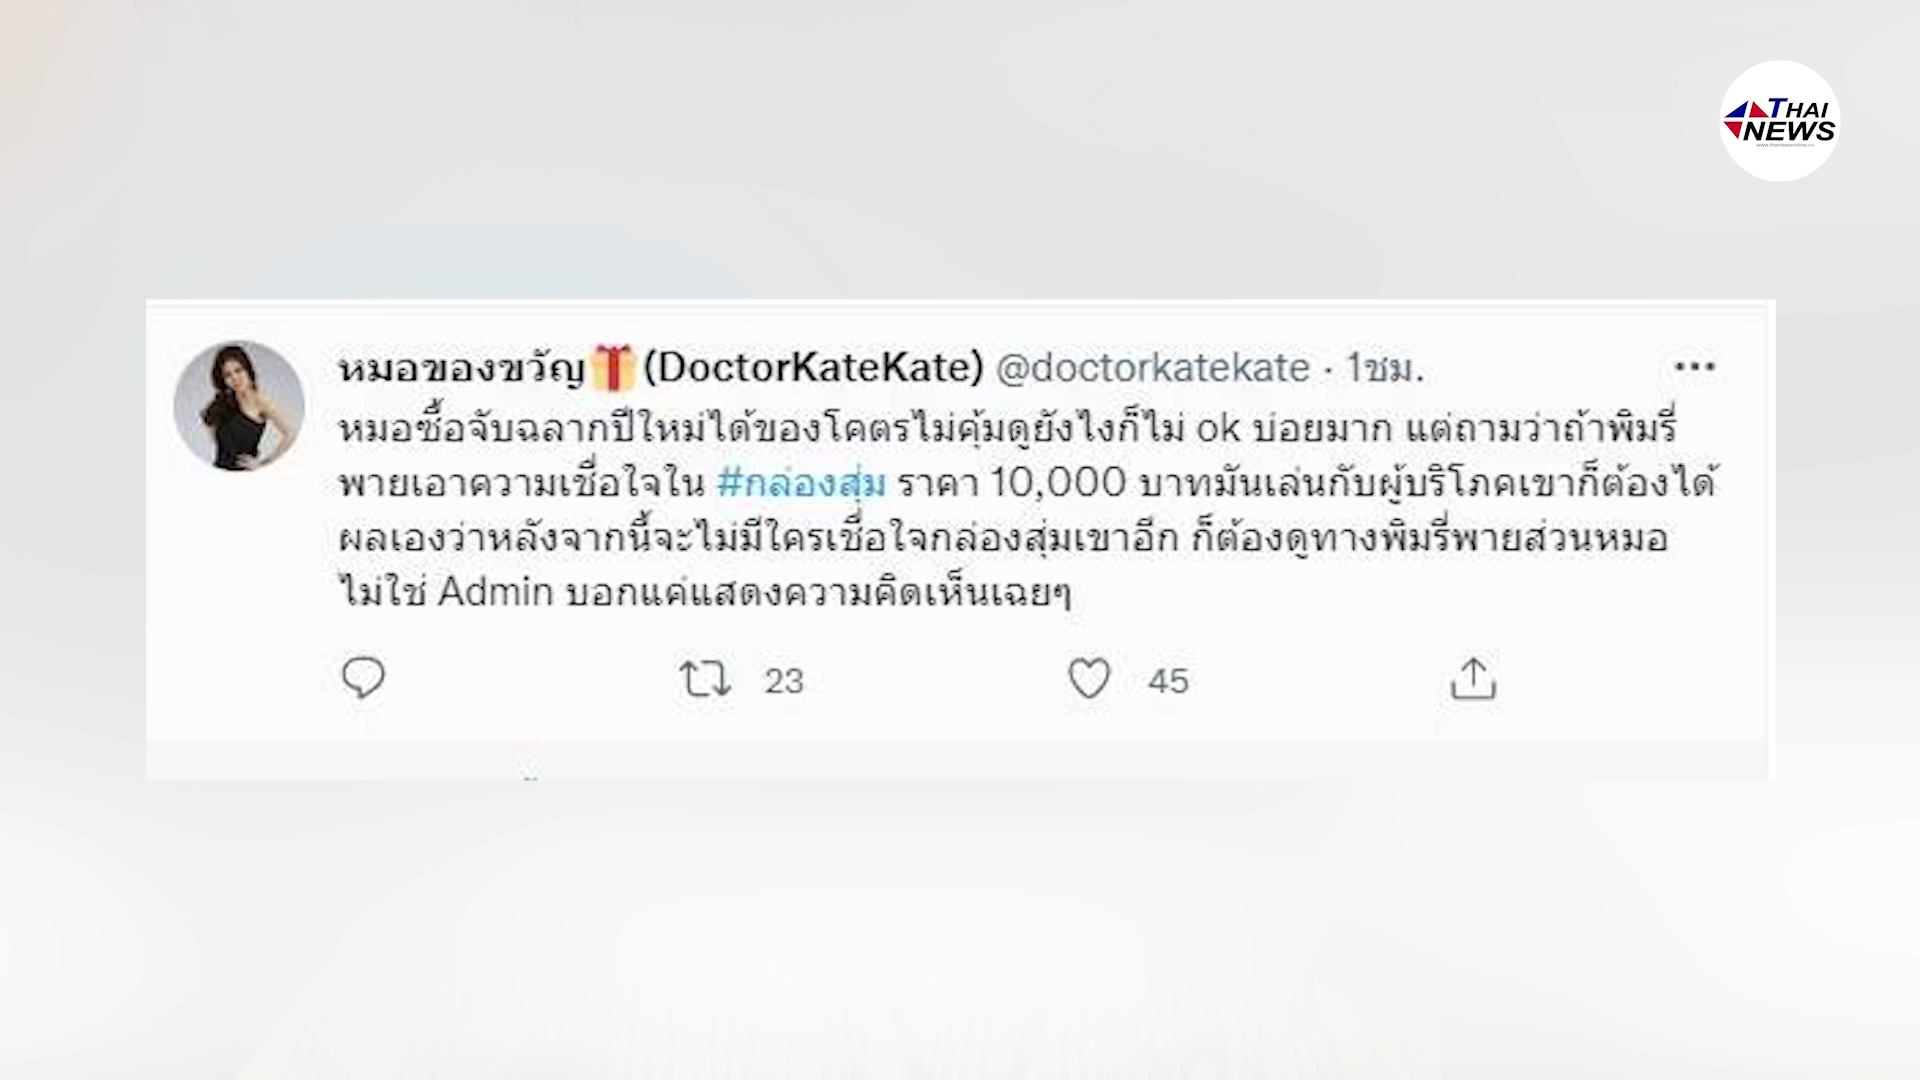 THAI
NEWS
หมอของขวัญ🎁(DoctorKateKate) @doctorkatekate · 1ชม.
หมอซื้อจับฉลากปีใหม่ได้ของโคตรไม่คุ้มดูยังไงก็ไม่ ok บ่อยมาก แต่ถามว่าถ้าพิมรี่
พายเอาความเชื่อใจใน #กล่องสุ่ม ราคา 10,000 บาทมันเล่นกับผู้บริโภคเขาก็ต้องได้
ผลเองว่าหลังจากนี้จะไม่มีใครเชื่อใจกล่องสุ่มเขาอีก ก็ต้องดูทางพิมรี่พายส่วนหมอ
ไม่ใช่ Admin บอกแค่แสดงความคิดเห็นเฉยๆ
23 45